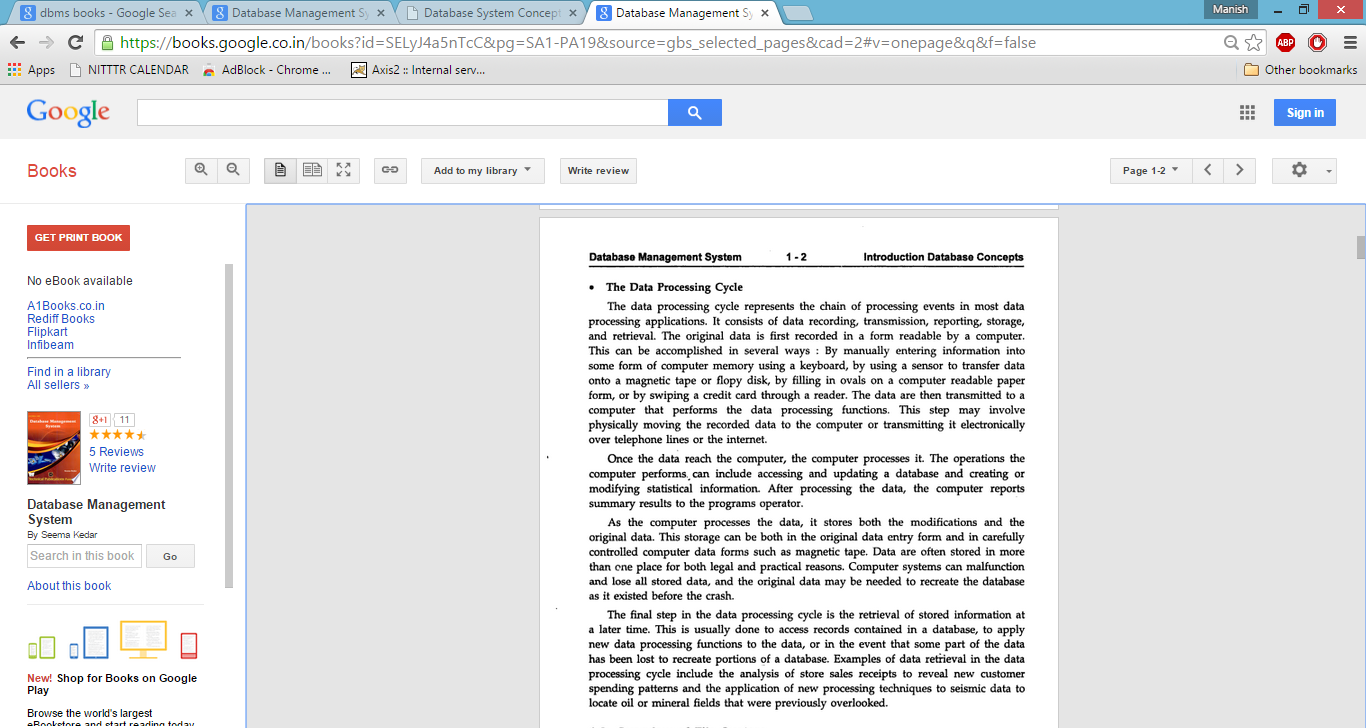 dbms books - Google Sea
Database Management Sy
Database System Concept
Database Management Sy
Manish
https://books.google.co.in/books?id=SELyJ4a5nTcC&pg=SA1-PA19&source=gbs_selected_pages&cad=2#v=onepage&q&f=false
ABP
Apps
NITTTR CALENDAR
AdBlock - Chrome ...
Axis2 :: Internal serv...
Other bookmarks
Google
Sign in
Books
Add to my library
Write review
Page 1-2
GET PRINT BOOK
No eBook available
A1Books.co.in
Rediff Books
Flipkart
Infibeam
Find in a library
All sellers »
g+1 11
5 Reviews
Write review
Database Management
System
By Seema Kedar
Search in this book
Go
About this book
New! Shop for Books on Google
Play
Browse the world's largest
eBookstore and start reading today
Database Management System 1 - 2 Introduction Database Concepts
• The Data Processing Cycle
The data processing cycle represents the chain of processing events in most data
processing applications. It consists of data recording, transmission, reporting, storage,
and retrieval. The original data is first recorded in a form readable by a computer.
This can be accomplished in several ways : By manually entering information into
some form of computer memory using a keyboard, by using a sensor to transfer data
onto a magnetic tape or flopy disk, by filling in ovals on a computer readable paper
form, or by swiping a credit card through a reader. The data are then transmitted to a
computer that performs the data processing functions. This step may involve
physically moving the recorded data to the computer or transmitting it electronically
over telephone lines or the internet.
Once the data reach the computer, the computer processes it. The operations the
computer performs can include accessing and updating a database and creating or
modifying statistical information. After processing the data, the computer reports
summary results to the programs operator.
As the computer processes the data, it stores both the modifications and the
original data. This storage can be both in the original data entry form and in carefully
controlled computer data forms such as magnetic tape. Data are often stored in more
than one place for both legal and practical reasons. Computer systems can malfunction
and lose all stored data, and the original data may be needed to recreate the database
as it existed before the crash.
The final step in the data processing cycle is the retrieval of stored information at
a later time. This is usually done to access records contained in a database, to apply
new data processing functions to the data, or in the event that some part of the data
has been lost to recreate portions of a database. Examples of data retrieval in the data
processing cycle include the analysis of store sales receipts to reveal new customer
spending patterns and the application of new processing techniques to seismic data to
locate oil or mineral fields that were previously overlooked.